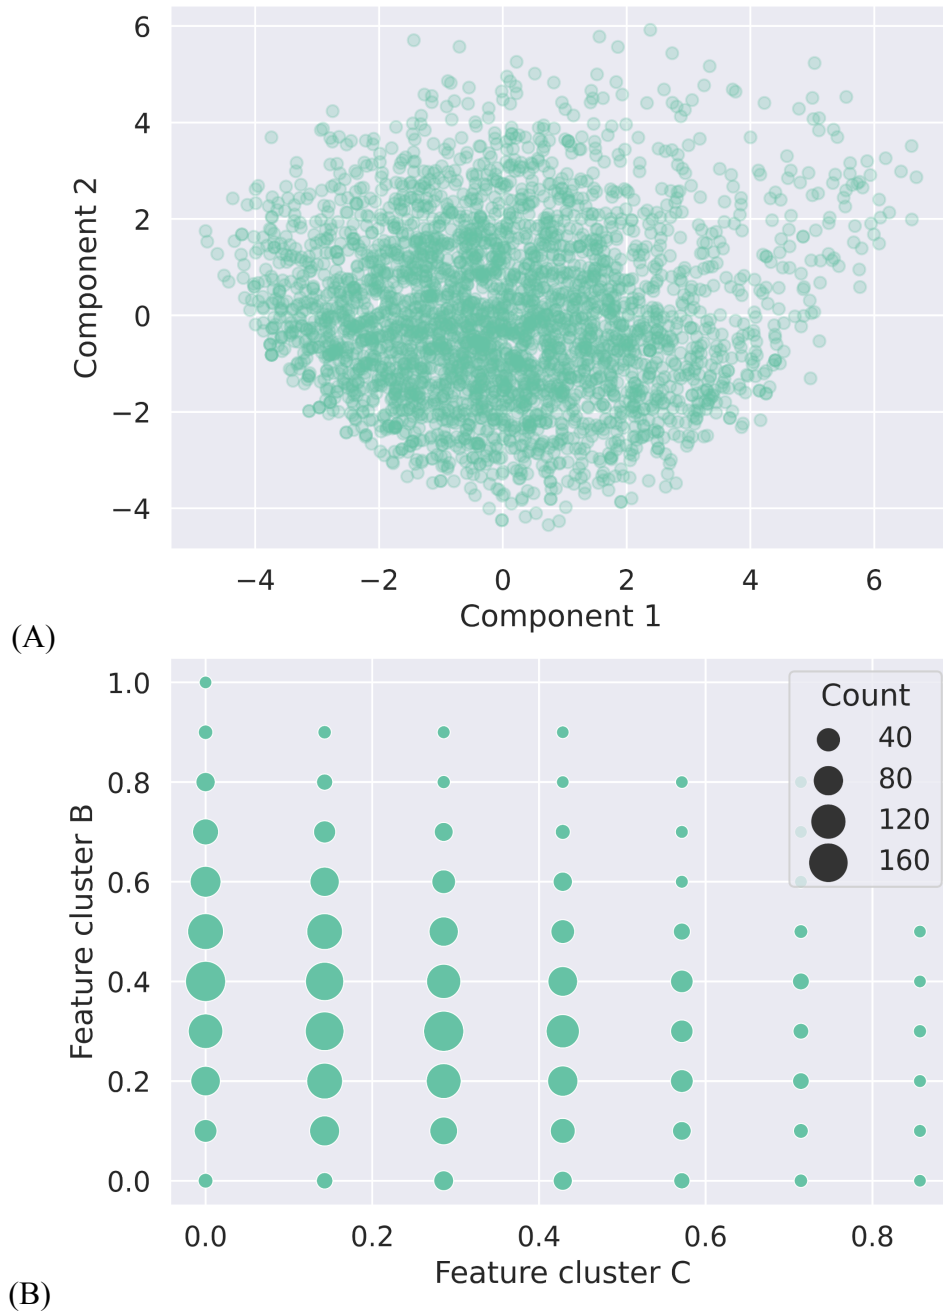 6
4
2
0
−2
−4
Component 2
−4 −2 0 2 4 6
Component 1
(A)
1.0
0.8
0.6
0.4
0.2
0.0
Feature cluster B
Count
40
80
120
160
0.0 0.2 0.4 0.6 0.8
Feature cluster C
(B)